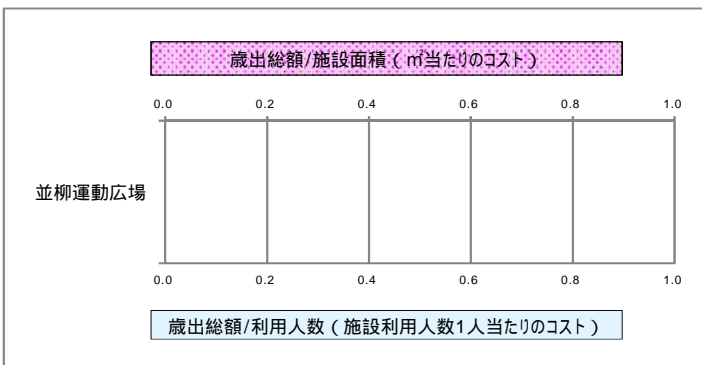 歳出総額/施設面積（㎡当たりのコスト）
0.0 0.2 0.4 0.6 0.8 1.0
並柳運動広場
0.0 0.2 0.4 0.6 0.8 1.0
歳出総額/利用人数（施設利用人数1人当たりのコスト）